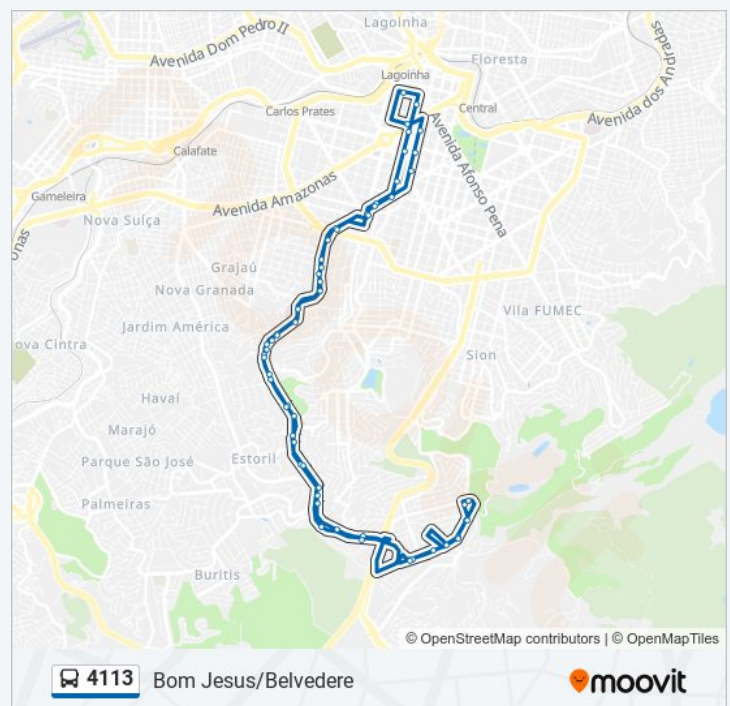 Lagoinha
Avenida Dom Pedro II
Floresta
Avenida dos Andradas
Lagoinha
Carlos Prates
Central
Calafate
Avenida Afonso Pena
Gameleira
Avenida Amazonas
Nova Suíça
onas
Grajaú
Nova Granada
Vila FUMEC
Jardim América
ova Cintra
Sion
Havaí
Marajó
Parque São José
Estoril
Palmeiras
Buritis
© OpenStreetMap contributors | © OpenMapTiles
4113 Bom Jesus/Belvedere
moovit